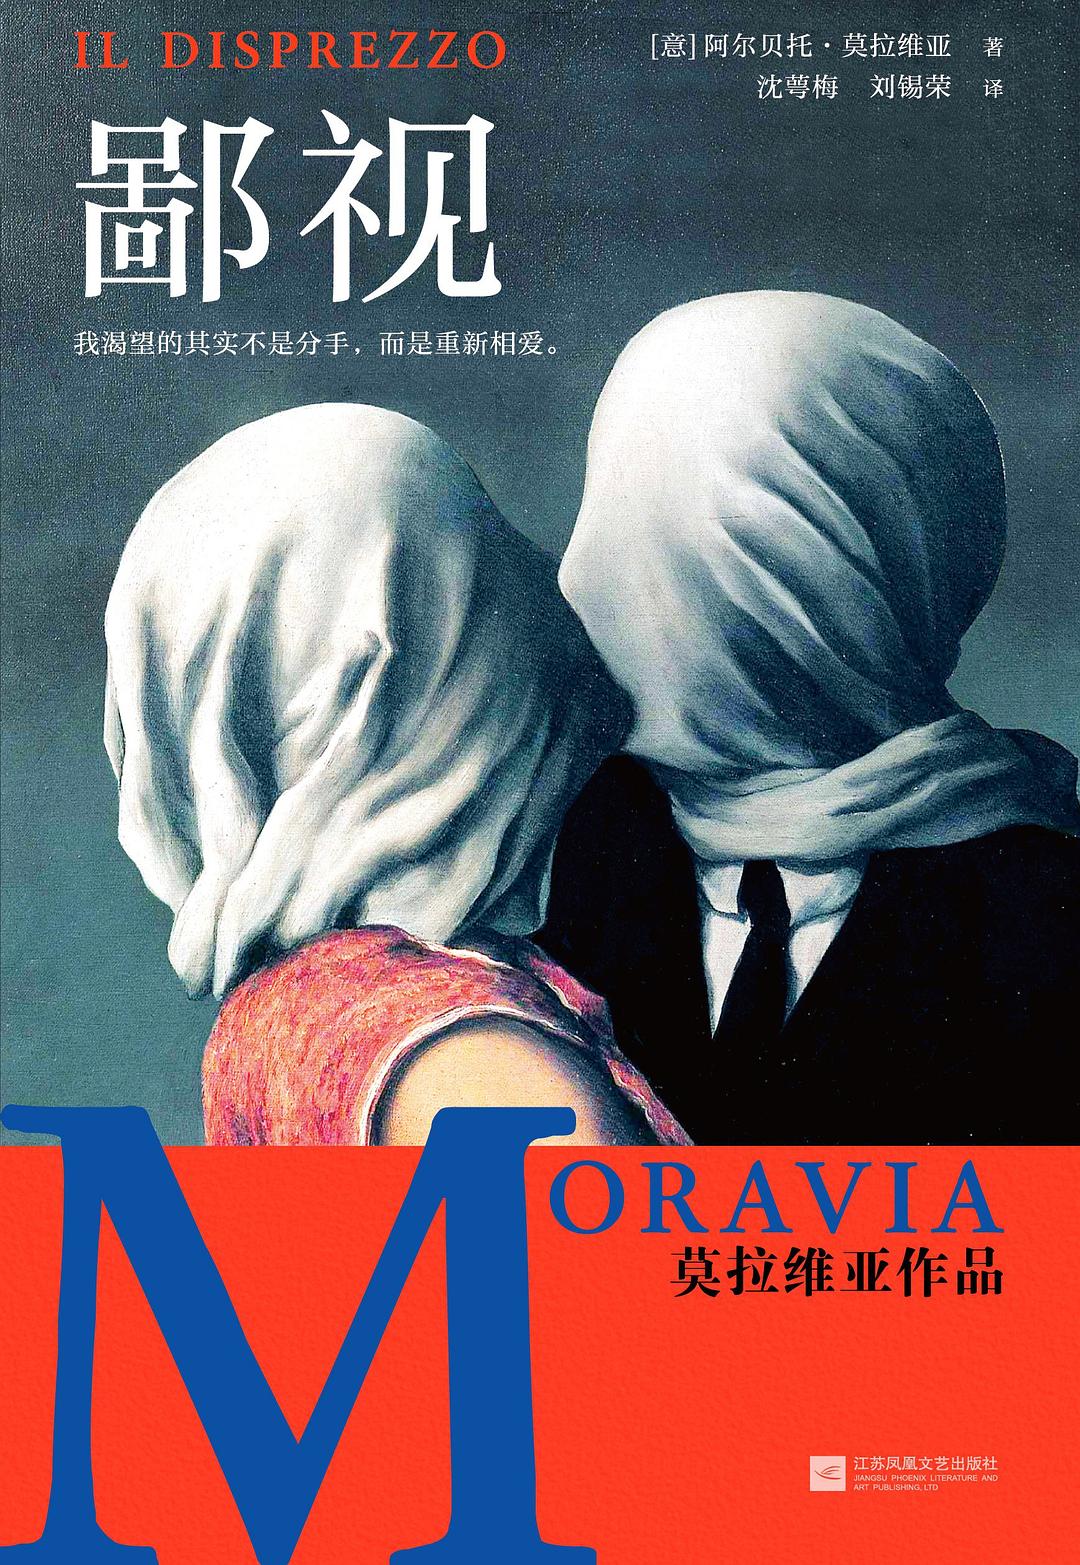 IL DISPREZZO
鄙视
我渴望的其实不是分手，而是重新相爱。
[意] 阿尔贝托·莫拉维亚 著
沈萼梅 刘锡荣 译
MORAVIA
莫拉维亚作品
江苏凤凰文艺出版社
JIANGSU PHOENIX LITERATURE AND
ART PUBLISHING, LTD